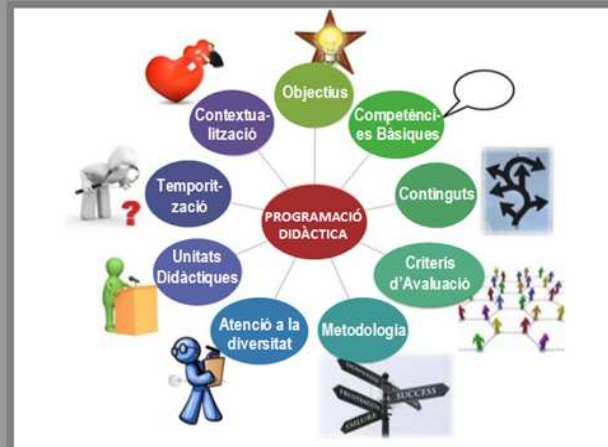 Objectius
Competènci-
es Bàsiques
Continguts
Criteris
d'Avaluació
Metodologia
Atenció a la
diversitat
Unitats
Didàctiques
Temporit-
zació
Contextua-
lització
PROGRAMACIÓ
DIDÀCTICA
SUCCESS
FAILURE